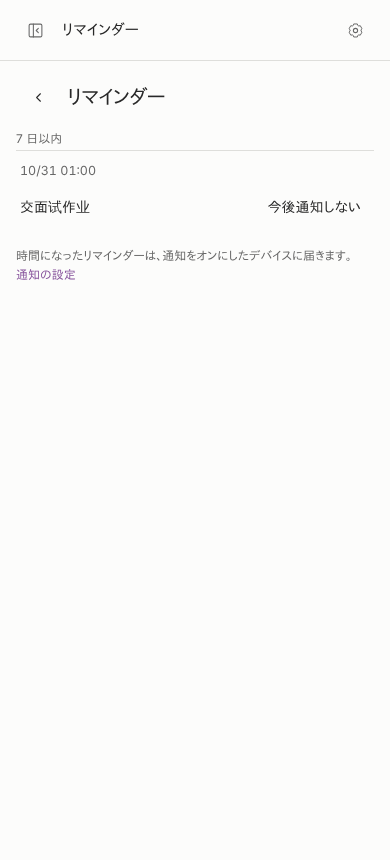 リマインダー
リマインダー
7 日以内
10/31 01:00
交面试作业
今後通知しない
時間になったリマインダーは、通知をオンにしたデバイスに届きます。
通知の設定